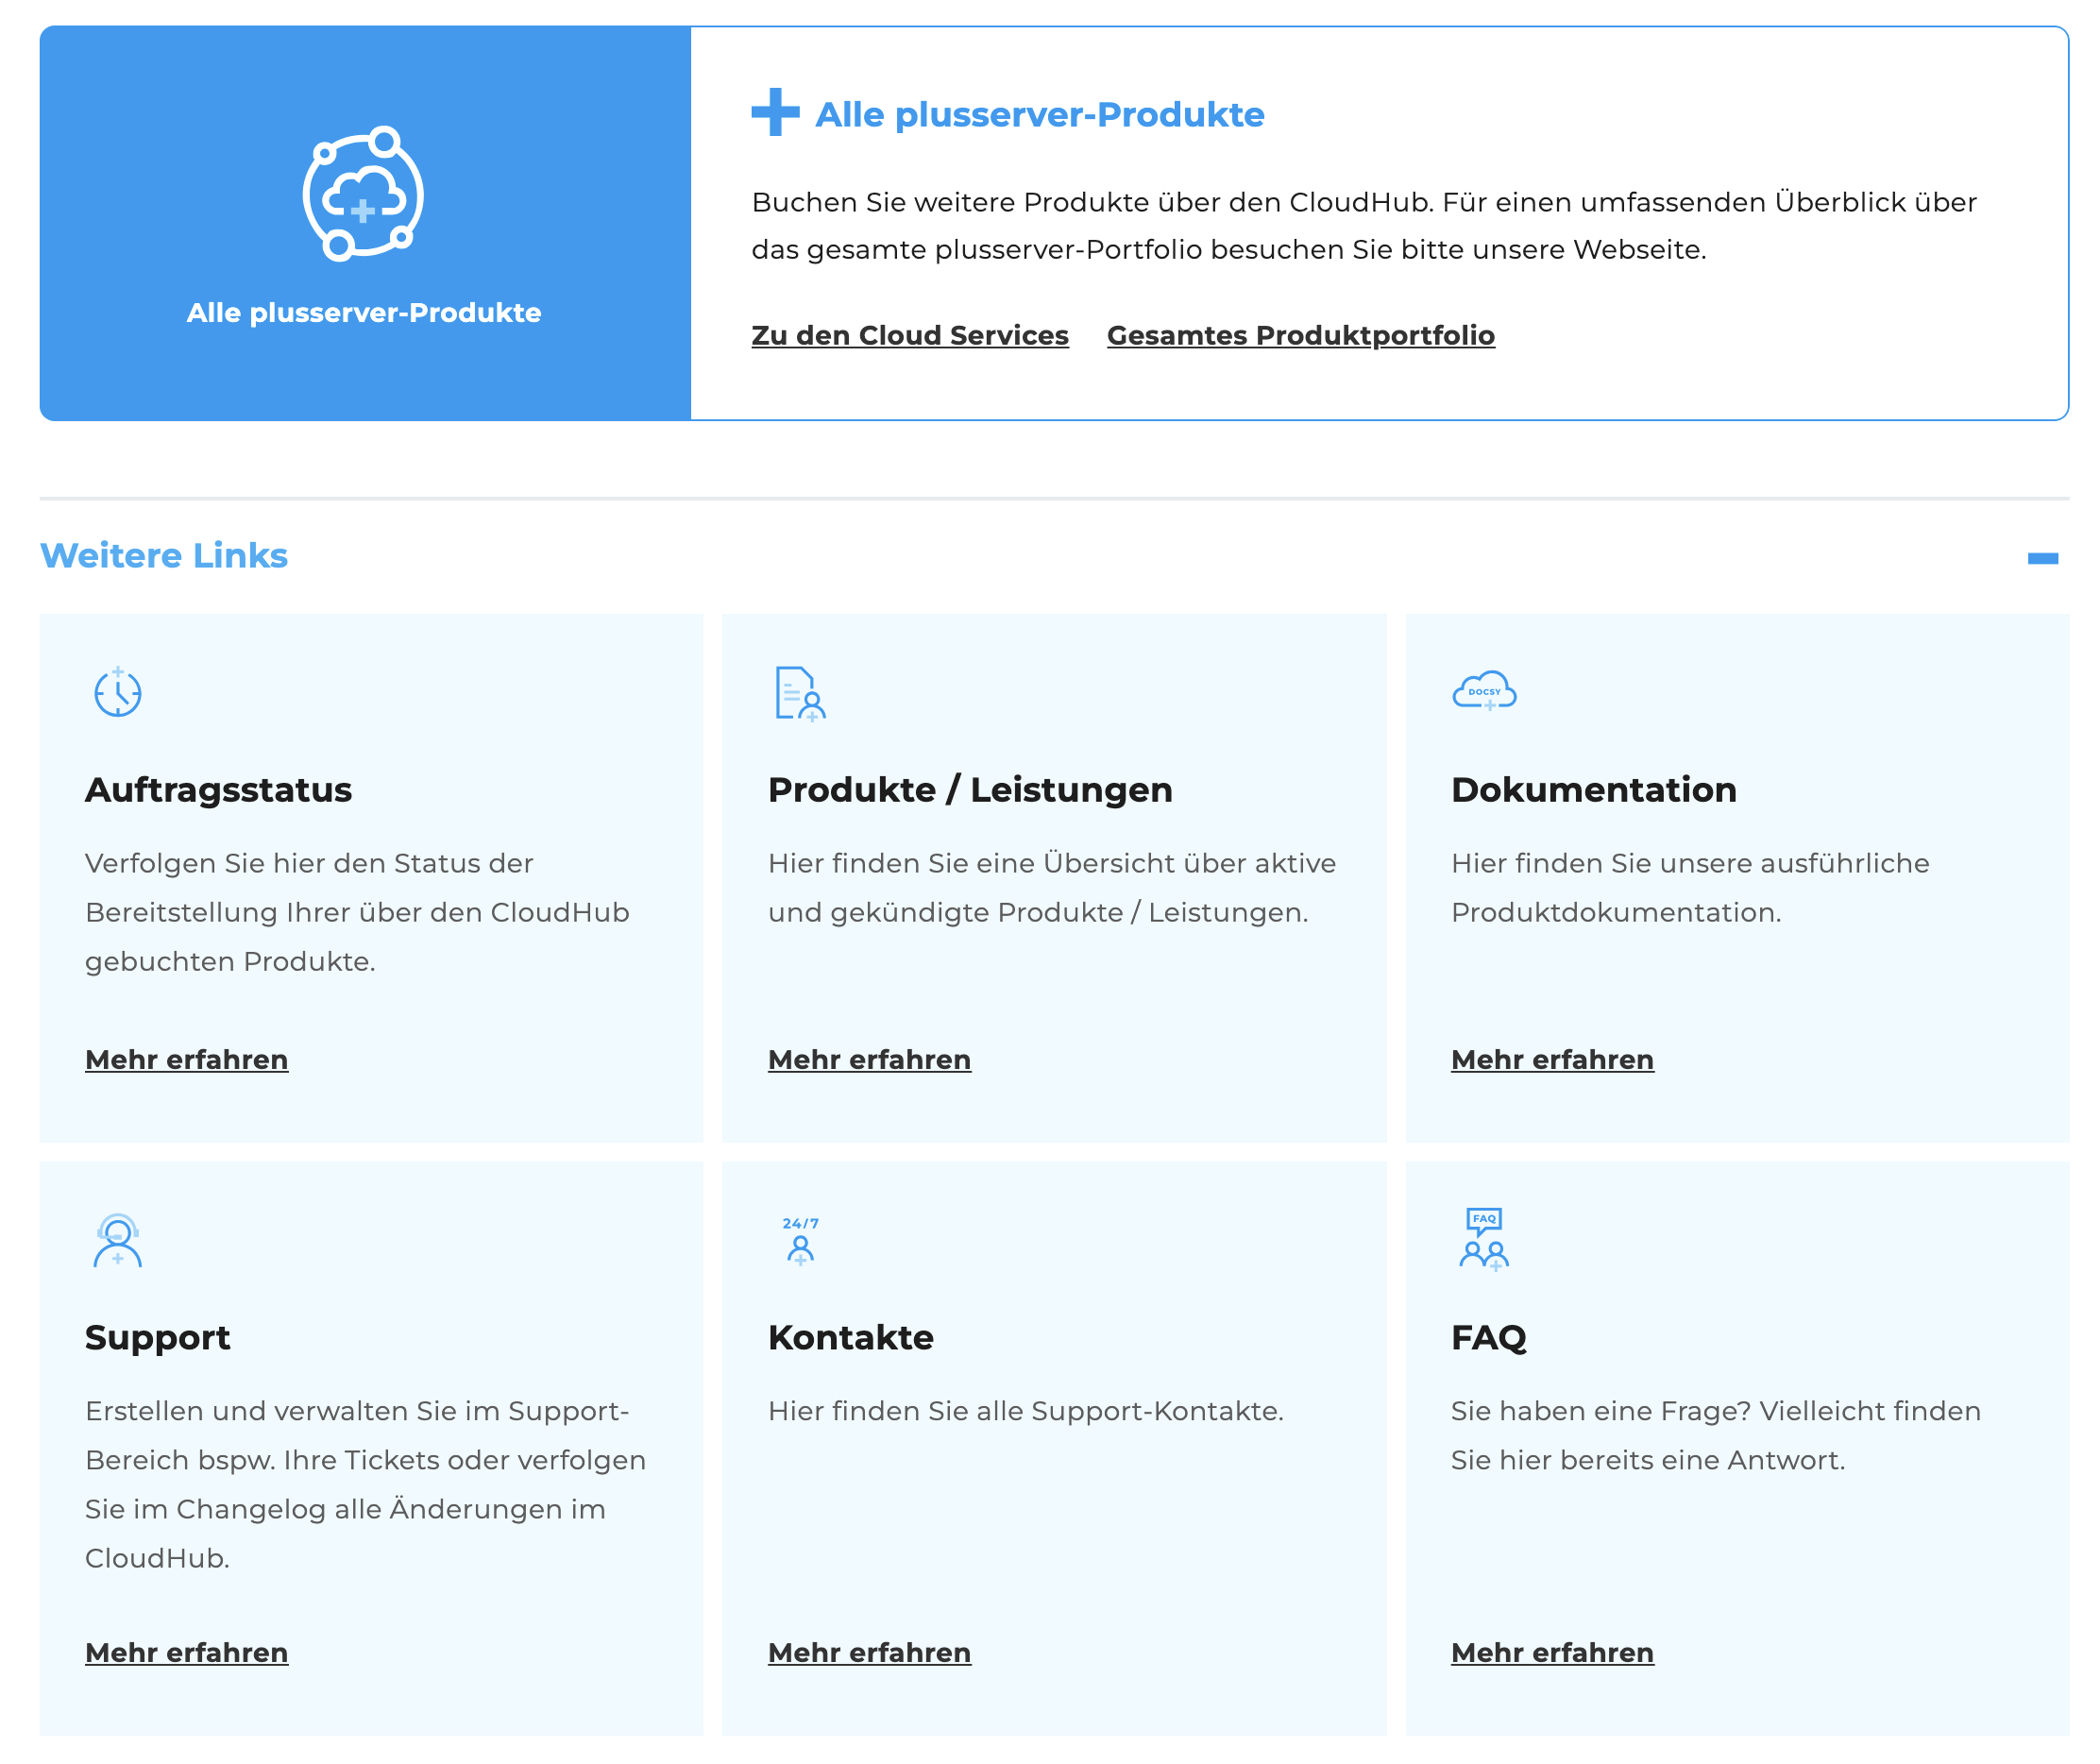 Alle plusserver-Produkte
Alle plusserver-Produkte
Buchen Sie weitere Produkte über den CloudHub. Für einen umfassenden Überblick über
das gesamte plusserver-Portfolio besuchen Sie bitte unsere Webseite.
Zu den Cloud Services Gesamtes Produktportfolio
Weitere Links
Auftragsstatus
Verfolgen Sie hier den Status der
Bereitstellung Ihrer über den CloudHub
gebuchten Produkte.
Mehr erfahren
Produkte / Leistungen
Hier finden Sie eine Übersicht über aktive
und gekündigte Produkte / Leistungen.
Mehr erfahren
DOCSY
Dokumentation
Hier finden Sie unsere ausführliche
Produktdokumentation.
Mehr erfahren
Support
Erstellen und verwalten Sie im Support-
Bereich bspw. Ihre Tickets oder verfolgen
Sie im Changelog alle Änderungen im
CloudHub.
Mehr erfahren
24/7
Kontakte
Hier finden Sie alle Support-Kontakte.
Mehr erfahren
FAQ
FAQ
Sie haben eine Frage? Vielleicht finden
Sie hier bereits eine Antwort.
Mehr erfahren